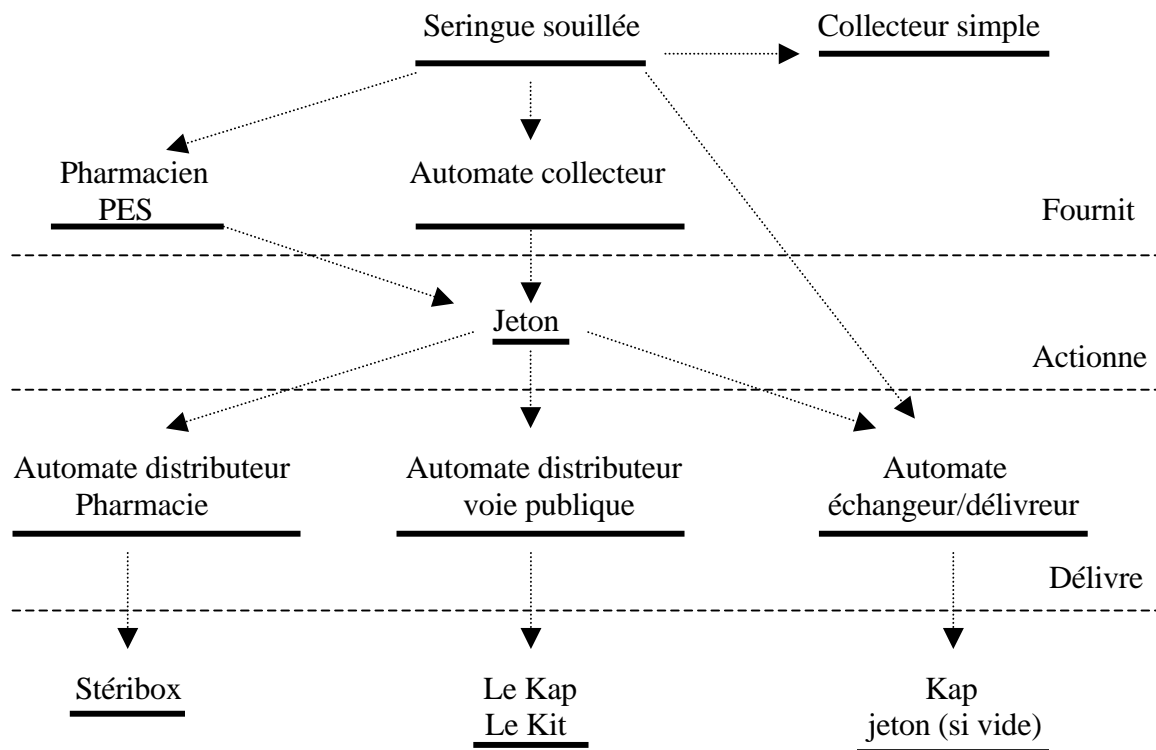 Seringue souillée
Collecteur simple
Pharmacien
PES
Automate collecteur
Fournit
Jeton
Actionne
Automate distributeur
Pharmacie
Automate distributeur
voie publique
Automate
échangeur/délivreur
Délivre
Stéribox
Le Kap
Le Kit
Kap
jeton (si vide)